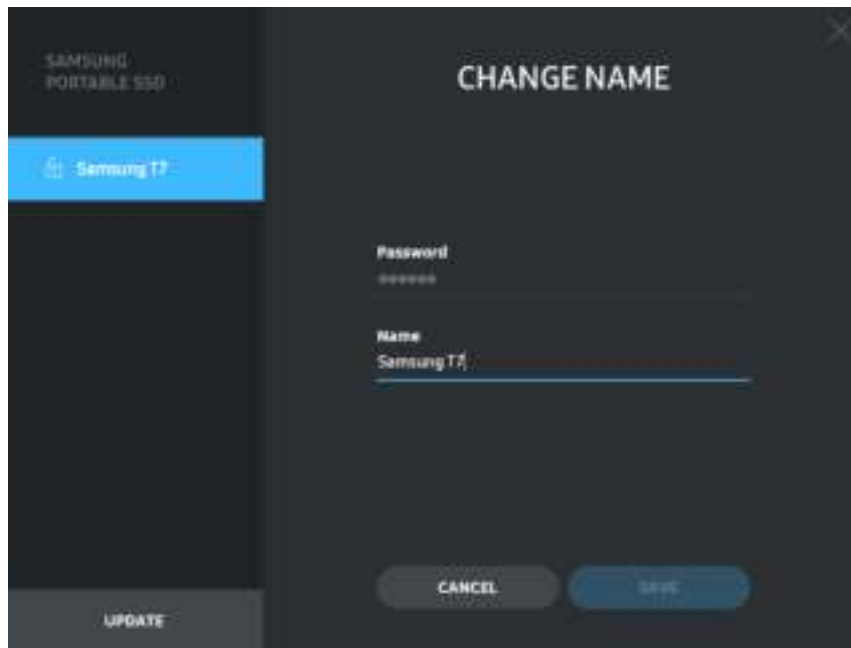 SAMSUNG
PORTABLE SSD
Samsung T7
CHANGE NAME
Password
******
Name
Samsung T7
CANCEL
SAVE
UPDATE